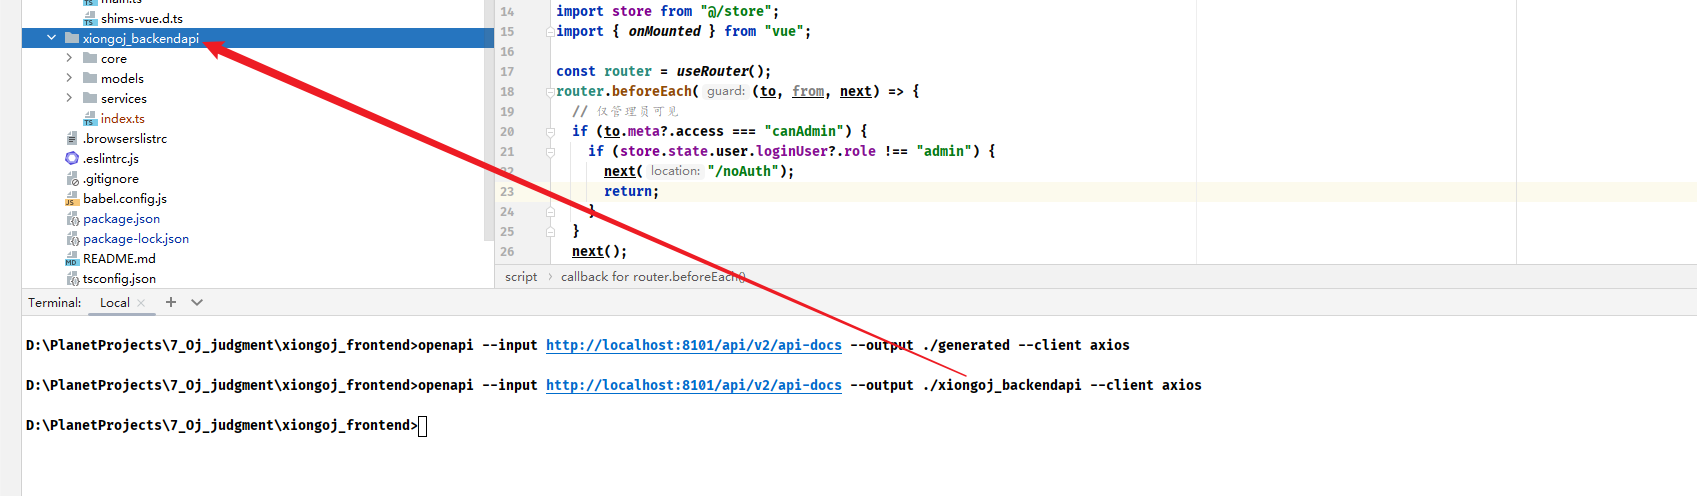 main.ts
shims-vue.d.ts
xiongoj_backendapi
core
models
services
index.ts
.browserslistrc
.eslintrc.js
.gitignore
babel.config.js
package.json
package-lock.json
README.md
tsconfig.json
14 import store from "@/store";
15 import { onMounted } from "vue";
16
17 const router = useRouter();
18 router.beforeEach( guard: (to, from, next) => {
19 // 仅管理员可见
20 if (to.meta?.access === "canAdmin") {
21 if (store.state.user.loginUser?.role !== "admin") {
22 next( location: "/noAuth");
23 return;
24 }
25 }
26 next();
script > callback for router.beforeEach()
Terminal: Local × +
D:\PlanetProjects\7_Oj_judgment\xiongoj_frontend>openapi --input http://localhost:8101/api/v2/api-docs --output ./generated --client axios
D:\PlanetProjects\7_Oj_judgment\xiongoj_frontend>openapi --input http://localhost:8101/api/v2/api-docs --output ./xiongoj_backendapi --client axios
D:\PlanetProjects\7_Oj_judgment\xiongoj_frontend>